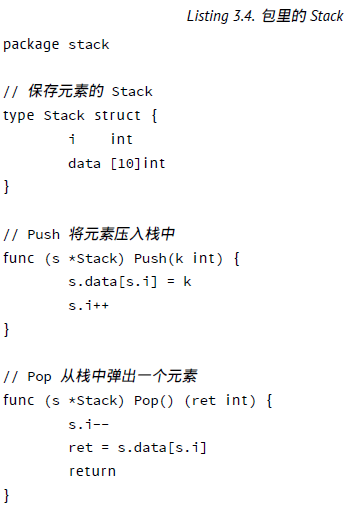 Listing 3.4. 包里的 Stack
package stack
// 保存元素的 Stack
type Stack struct {
i int
data [10]int
}
// Push 将元素压入栈中
func (s *Stack) Push(k int) {
s.data[s.i] = k
s.i++
}
// Pop 从栈中弹出一个元素
func (s *Stack) Pop() (ret int) {
s.i--
ret = s.data[s.i]
return
}